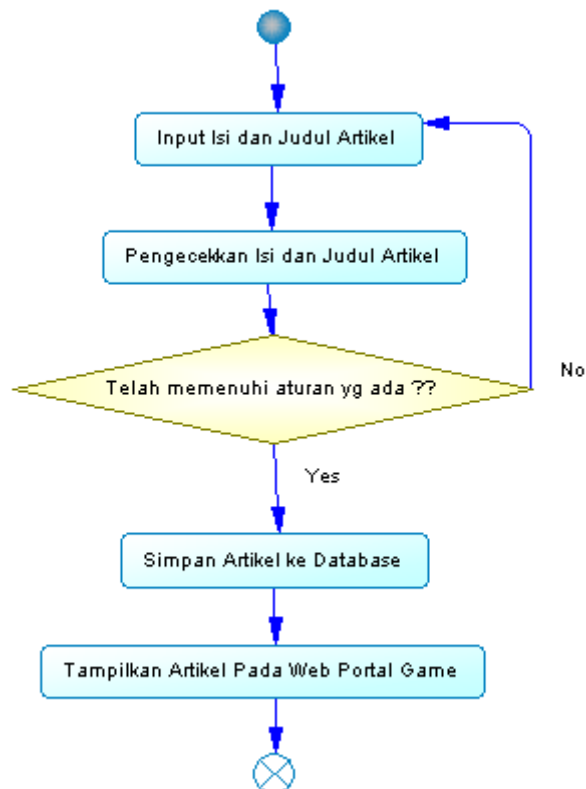 Input Isi dan Judul Artikel
Pengecekkan Isi dan Judul Artikel
Telah memenuhi aturan yg ada ??
No
Yes
Simpan Artikel ke Database
Tampilkan Artikel Pada Web Portal Game